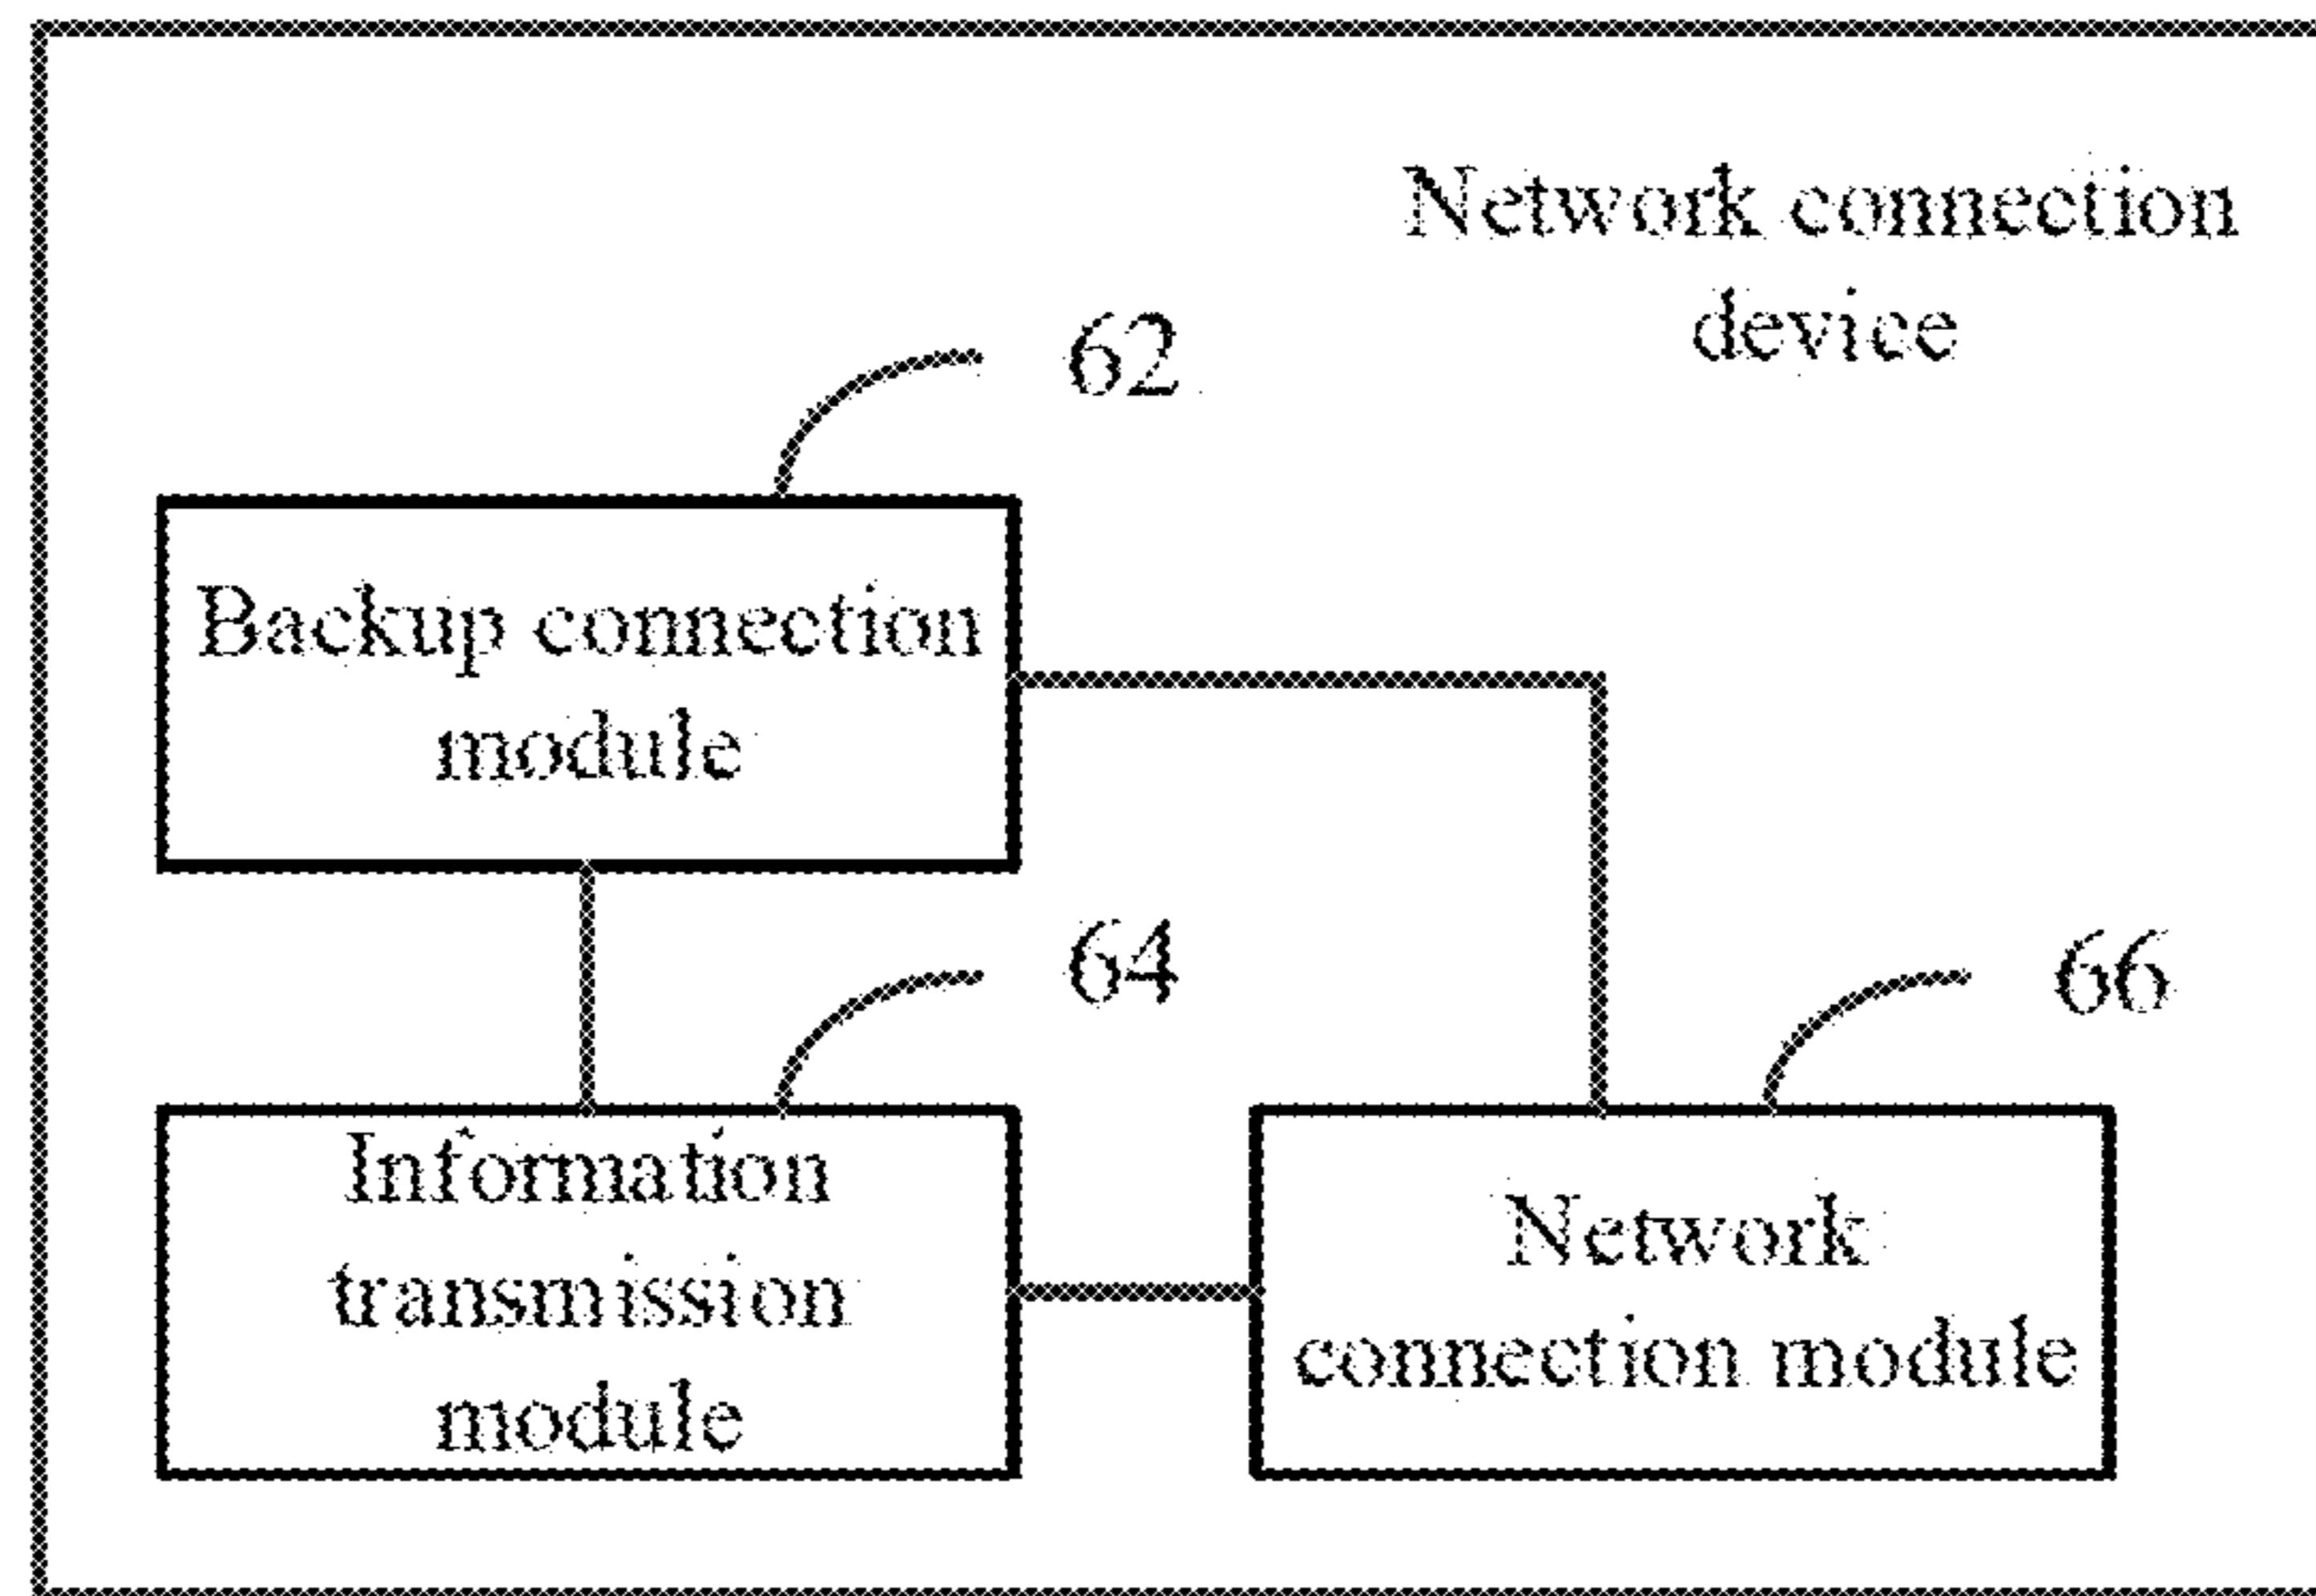 Network connection
device
62
Backup connection
module
64
66
Information
transmission
module
Network
connection module